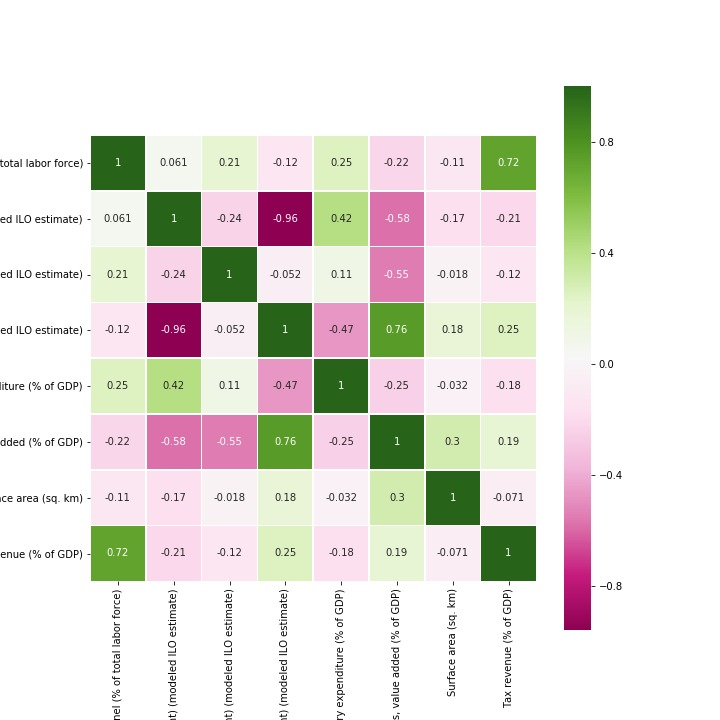 total labor force) 1 0.061 0.21 -0.12 0.25 -0.22 -0.11 0.72
ed ILO estimate) 0.061 1 -0.24 -0.96 0.42 -0.58 -0.17 -0.21
ed ILO estimate) 0.21 -0.24 1 -0.052 0.11 -0.55 -0.018 -0.12
ed ILO estimate) -0.12 -0.96 -0.052 1 -0.47 0.76 0.18 0.25
liture (% of GDP) 0.25 0.42 0.11 -0.47 1 -0.25 -0.032 -0.18
dded (% of GDP) -0.22 -0.58 -0.55 0.76 -0.25 1 0.3 0.19
ace area (sq. km) -0.11 -0.17 -0.018 0.18 -0.032 0.3 1 -0.071
enue (% of GDP) 0.72 -0.21 -0.12 0.25 -0.18 0.19 -0.071 1
nel (% of total labor force)
nt) (modeled ILO estimate)
nt) (modeled ILO estimate)
nt) (modeled ILO estimate)
ry expenditure (% of GDP)
s, value added (% of GDP)
Surface area (sq. km)
Tax revenue (% of GDP)
0.8
0.4
0.0
−0.4
−0.8